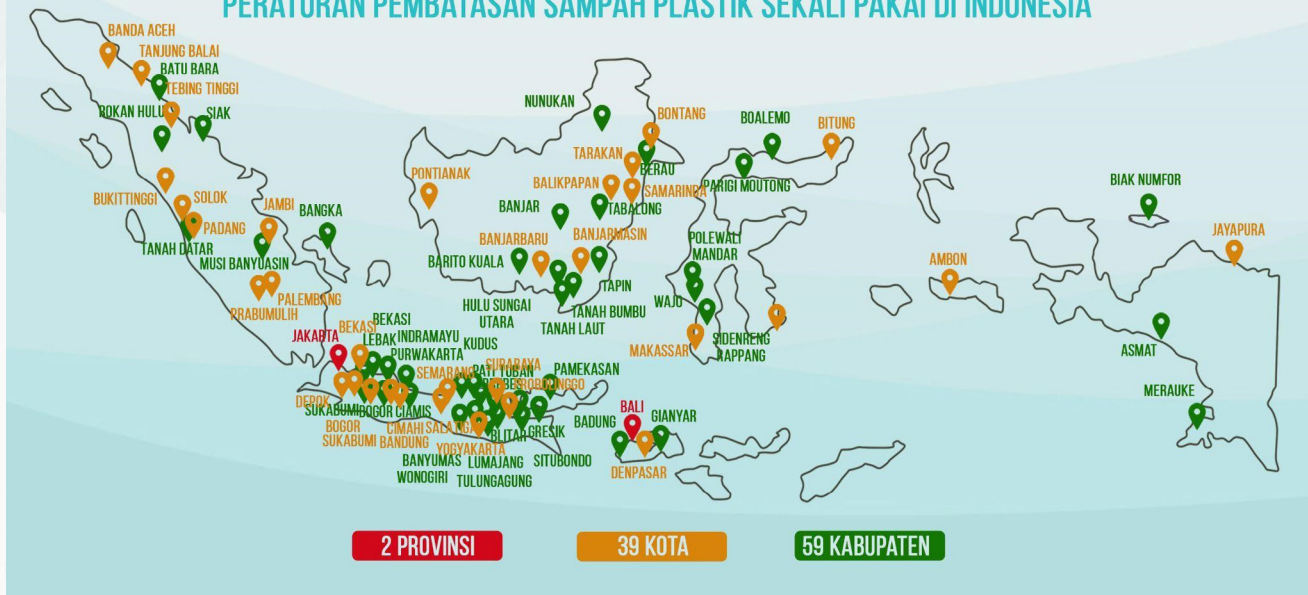 PERATURAN PEMBATASAN SAMPAH PLASTIK SEKALI PAKAI DI INDONESIA
BANDA ACEH
TANJUNG BALAI
BATU BARA
TEBING TINGGI
ROKAN HULU
SIAK
BUKITTINGGI
SOLOK
PADANG
TANAH DATAR
JAMBI
BANGKA
MUSI BANYUASIN
PALEMBANG
PRABUMULIH
NUNUKAN
BONTANG
TARAKAN
BERAU
PONTIANAK
BALIKPAPAN
SAMARINDA
BANJAR
TABALONG
BANJARBARU
BANJARMASIN
BARITO KUALA
TAPIN
HULU SUNGAI
UTARA
TANAH BUMBU
TANAH LAUT
BOALEMO
BITUNG
PARIGI MOUTONG
POLEWALI
MANDAR
WAJO
MAKASSAR
SIDENRENG
RAPPANG
AMBON
BIAK NUMFOR
JAYAPURA
ASMAT
MERAUKE
JAKARTA
BEKASI
BEKASI
LEBAK
INDRAMAYU
PURWAKARTA
KUDUS
SEMARANG
SURABAYA
PATI
TUBAN
PROBOLINGGO
PAMEKASAN
DEPOK
SUKABUMI
BOGOR
CIAMIS
BOGOR
CIMAHI
SALATIGA
SUKABUMI
BANDUNG
YOGYAKARTA
BLITAR
GRESIK
BANYUMAS
LUMAJANG
SITUBONDO
WONOGIRI
TULUNGAGUNG
BALI
BADUNG
GIANYAR
DENPASAR
2 PROVINSI
39 KOTA
59 KABUPATEN